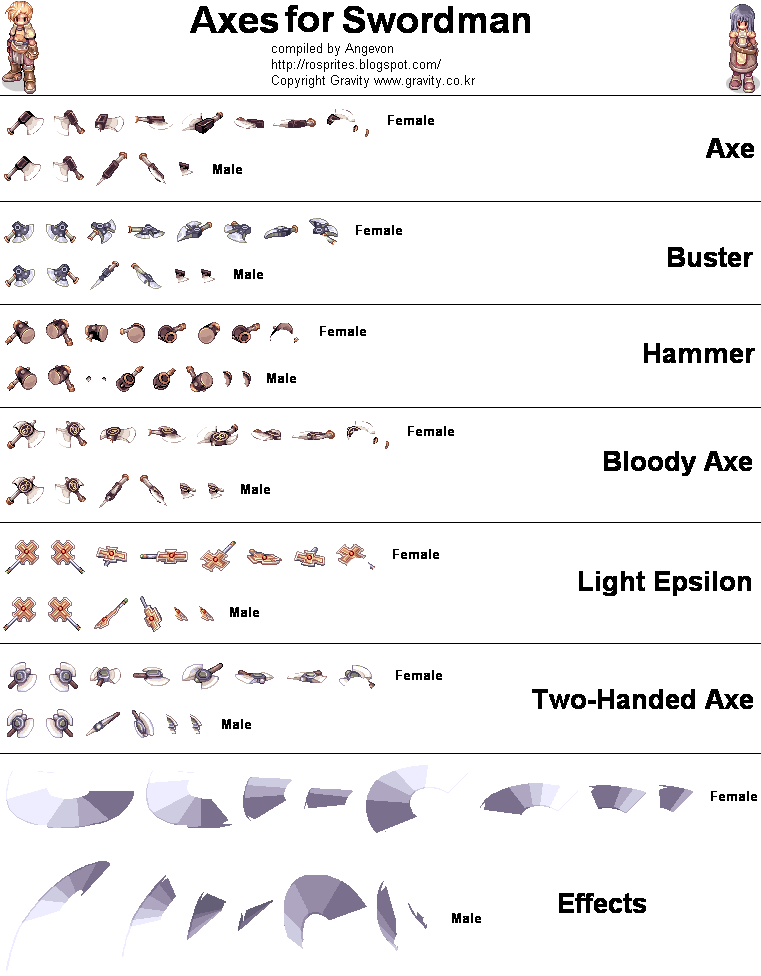 Axes for Swordman
compiled by Angevon
http://rosprites.blogspot.com/
Copyright Gravity www.gravity.co.kr
Female
Axe
Male
Female
Buster
Male
Female
Hammer
Male
Female
Bloody Axe
Male
Female
Light Epsilon
Male
Female
Two-Handed Axe
Male
Female
Effects
Male